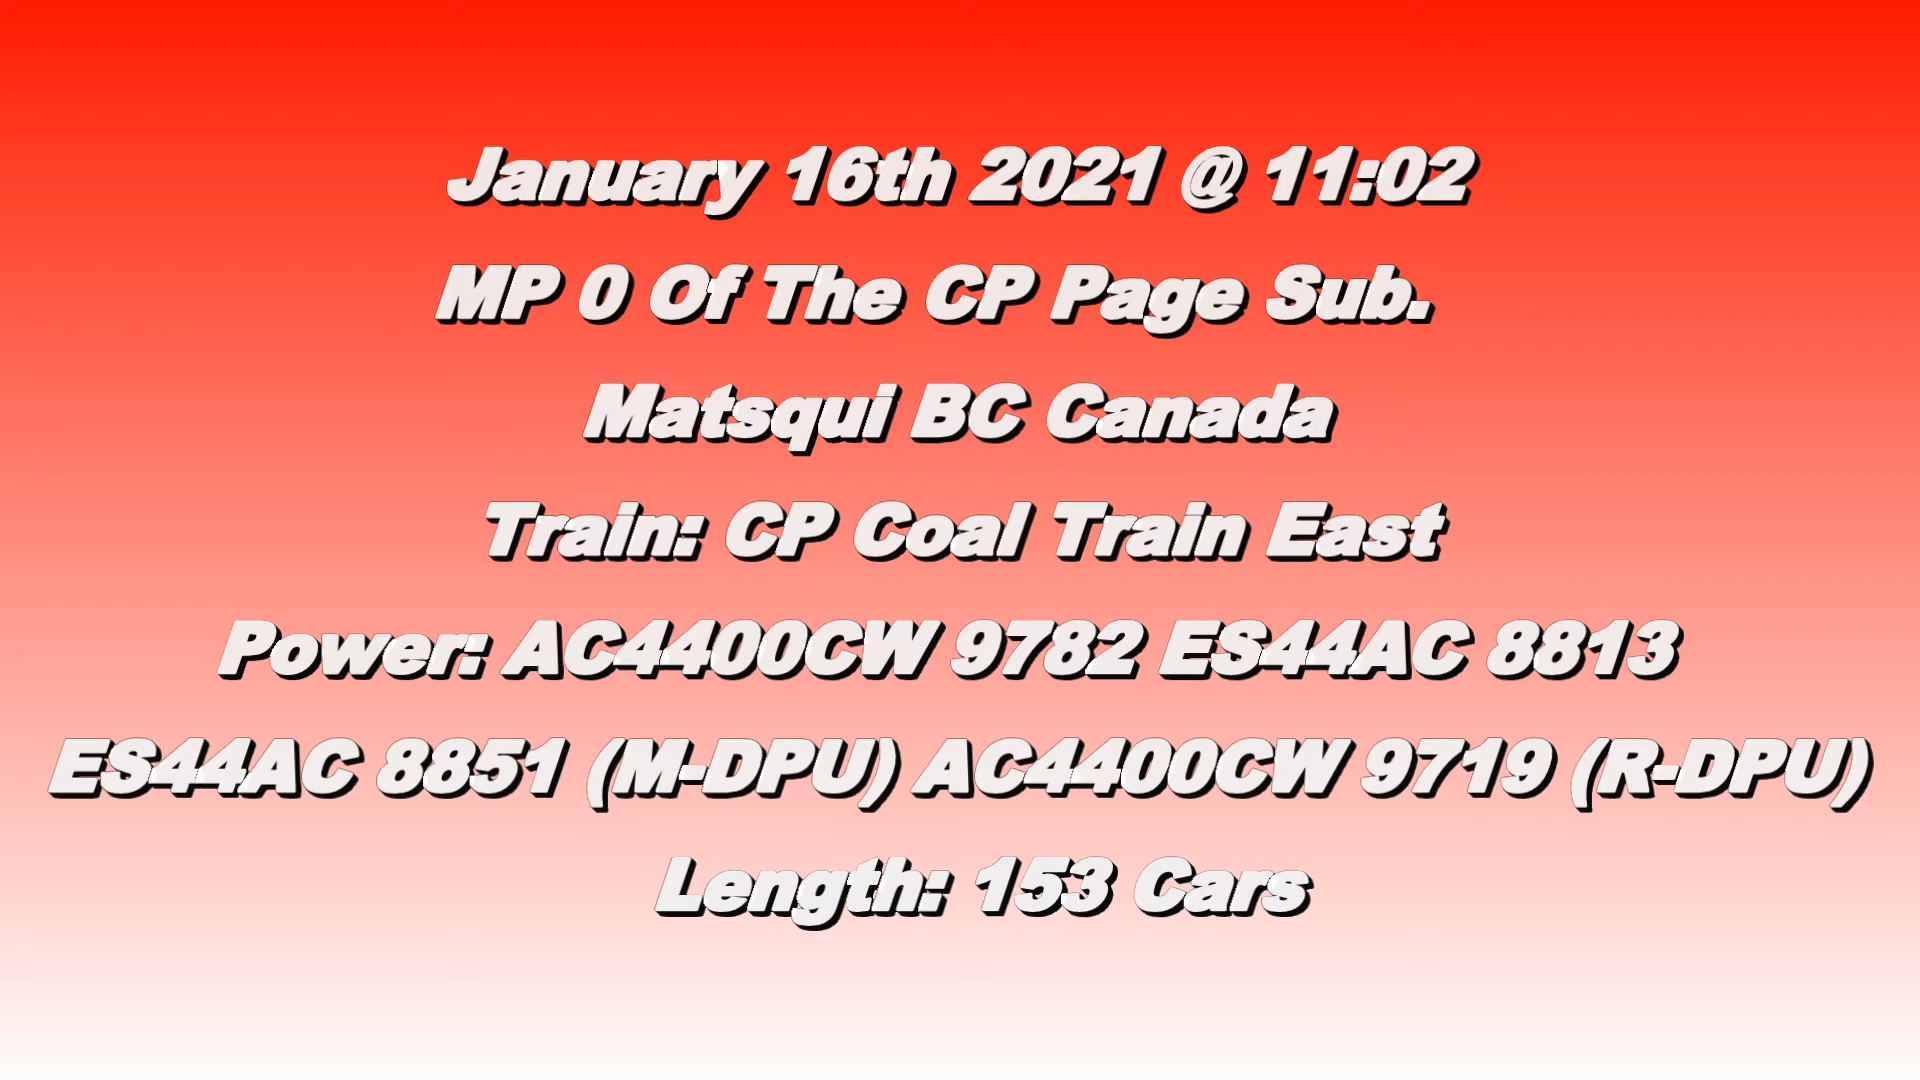 January 16th 2021 @ 11:02
MP 0 Of The CP Page Sub.
Matsqui BC Canada
Train: CP Coal Train East
Power: AC4400CW 9782 ES44AC 8813
ES44AC 8851 (M-DPU) AC4400CW 9719 (R-DPU)
Length: 153 Cars